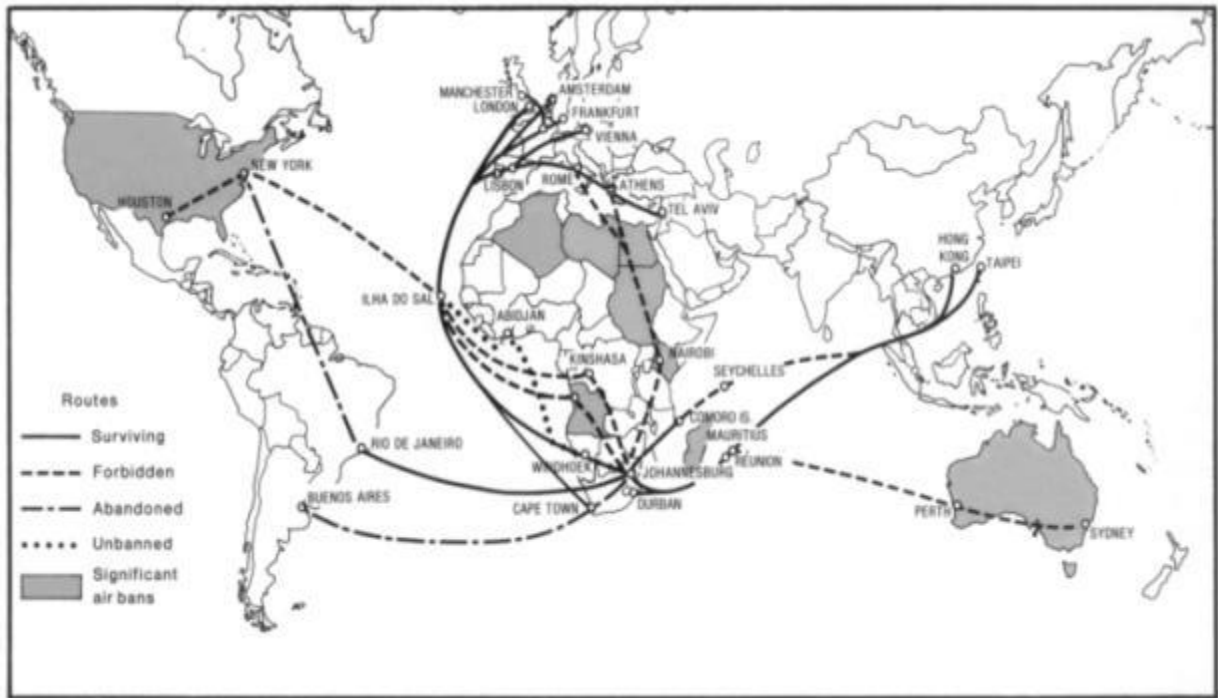 MANCHESTER
AMSTERDAM
LONDON
FRANKFURT
VIENNA
NEW YORK
LISBON
ROME
ATHENS
HOUSTON
TEL AVIV
HONG
KONG
TAIPEI
ILHA DO SAL
ABIDJAN
KINSHASA
NAIROBI
SEYCHELLES
Routes
COMORO IS.
Surviving
MAURITIUS
RIO DE JANEIRO
WINDHOEK
JOHANNESBURG
REUNION
Forbidden
BUENOS AIRES
CAPE TOWN
DURBAN
PERTH
Abandoned
SYDNEY
Unbanned
Significant
air bans